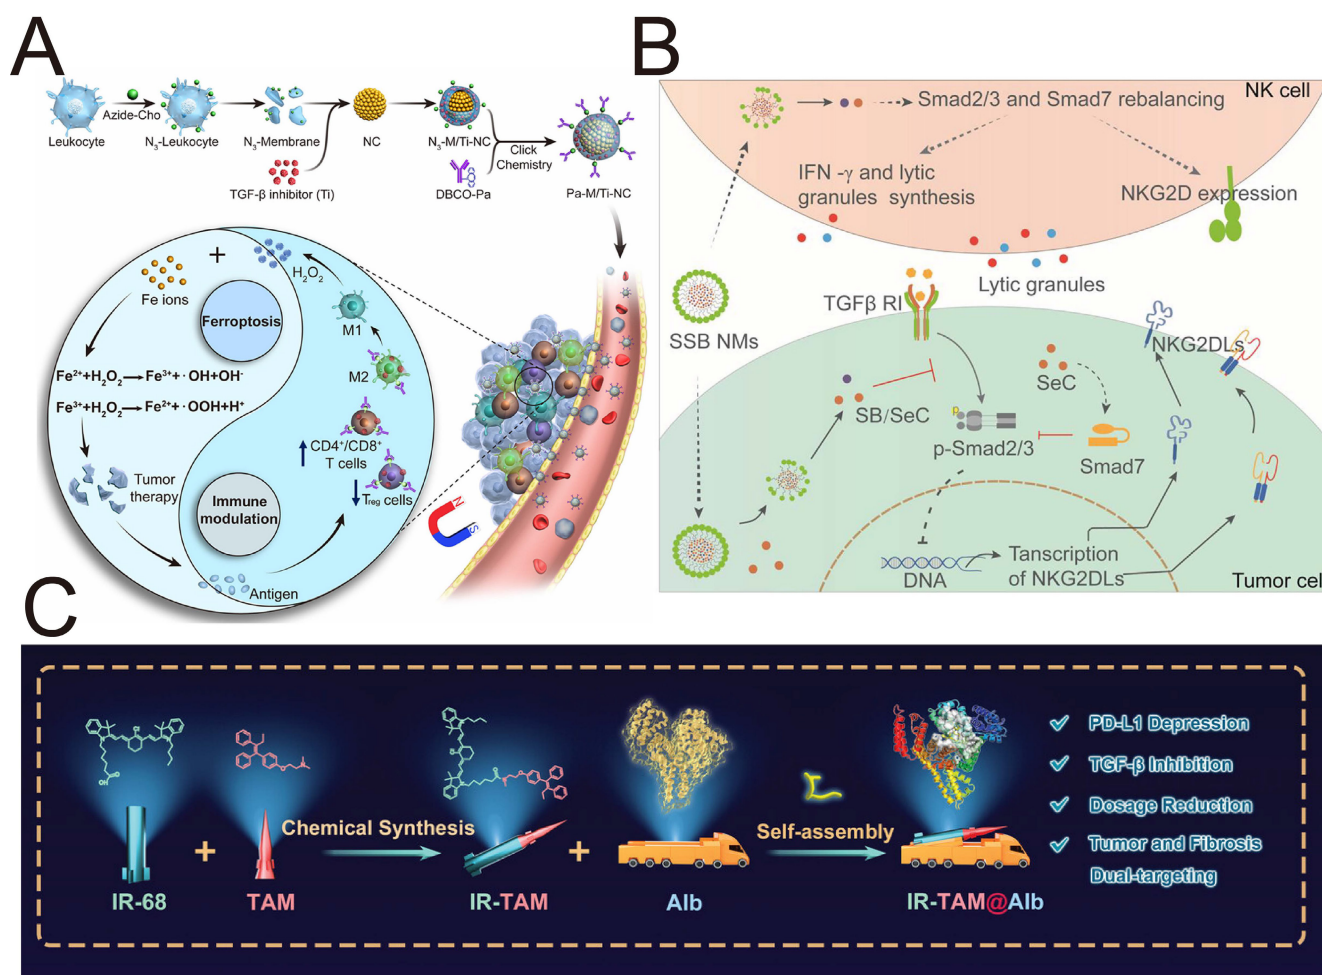 A
Azide-Cho
Leukocyte
N₃-Leukocyte
N₃-Membrane
NC
N₃-M/Ti-NC
Click
Chemistry
TGF-β inhibitor (Ti)
DBCO-Pa
Pa-M/Ti-NC
+
H₂O₂
Fe ions
Ferroptosis
M1
M2
Fe²⁺+H₂O₂→Fe³⁺+·OH+OH⁻
Fe³⁺+H₂O₂→Fe²⁺+·OOH+H⁺
CD4⁺/CD8⁺
T cells
Tumor
therapy
Treg cells
Immune
modulation
Antigen
N
S
B
NK cell
Smad2/3 and Smad7 rebalancing
IFN -γ and lytic
granules synthesis
NKG2D expression
Lytic granules
TGFβ RI
SSB NMs
NKG2DLs
SeC
SB/SeC
p
p-Smad2/3
Smad7
DNA
Tanscription
of NKG2DLs
Tumor cel
C
PD-L1 Depression
TGF-β Inhibition
Dosage Reduction
Tumor and Fibrosis
Dual-targeting
+
Chemical Synthesis
+
Self-assembly
IR-68
TAM
IR-TAM
Alb
IR-TAM@Alb